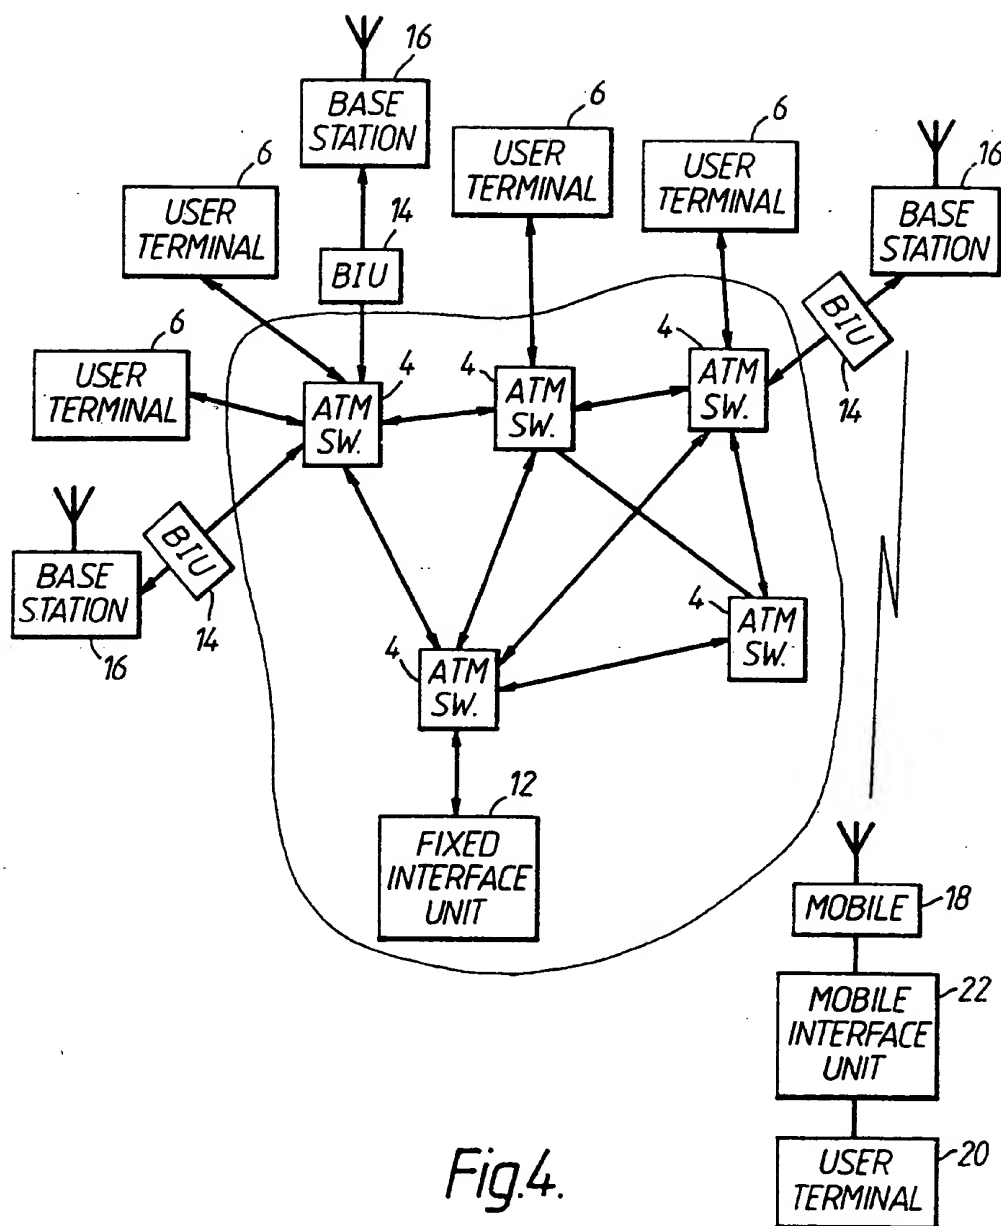 16
BASE
STATION
6
USER
TERMINAL
6
USER
TERMINAL
16
BASE
STATION
6
USER
TERMINAL
14
BIU
BIU
14
6
USER
TERMINAL
4
ATM
SW.
4
ATM
SW.
4
ATM
SW.
BIU
14
BASE
STATION
16
4
ATM
SW.
4
ATM
SW.
12
FIXED
INTERFACE
UNIT
MOBILE
18
MOBILE
INTERFACE
UNIT
22
USER
TERMINAL
20
Fig.4.